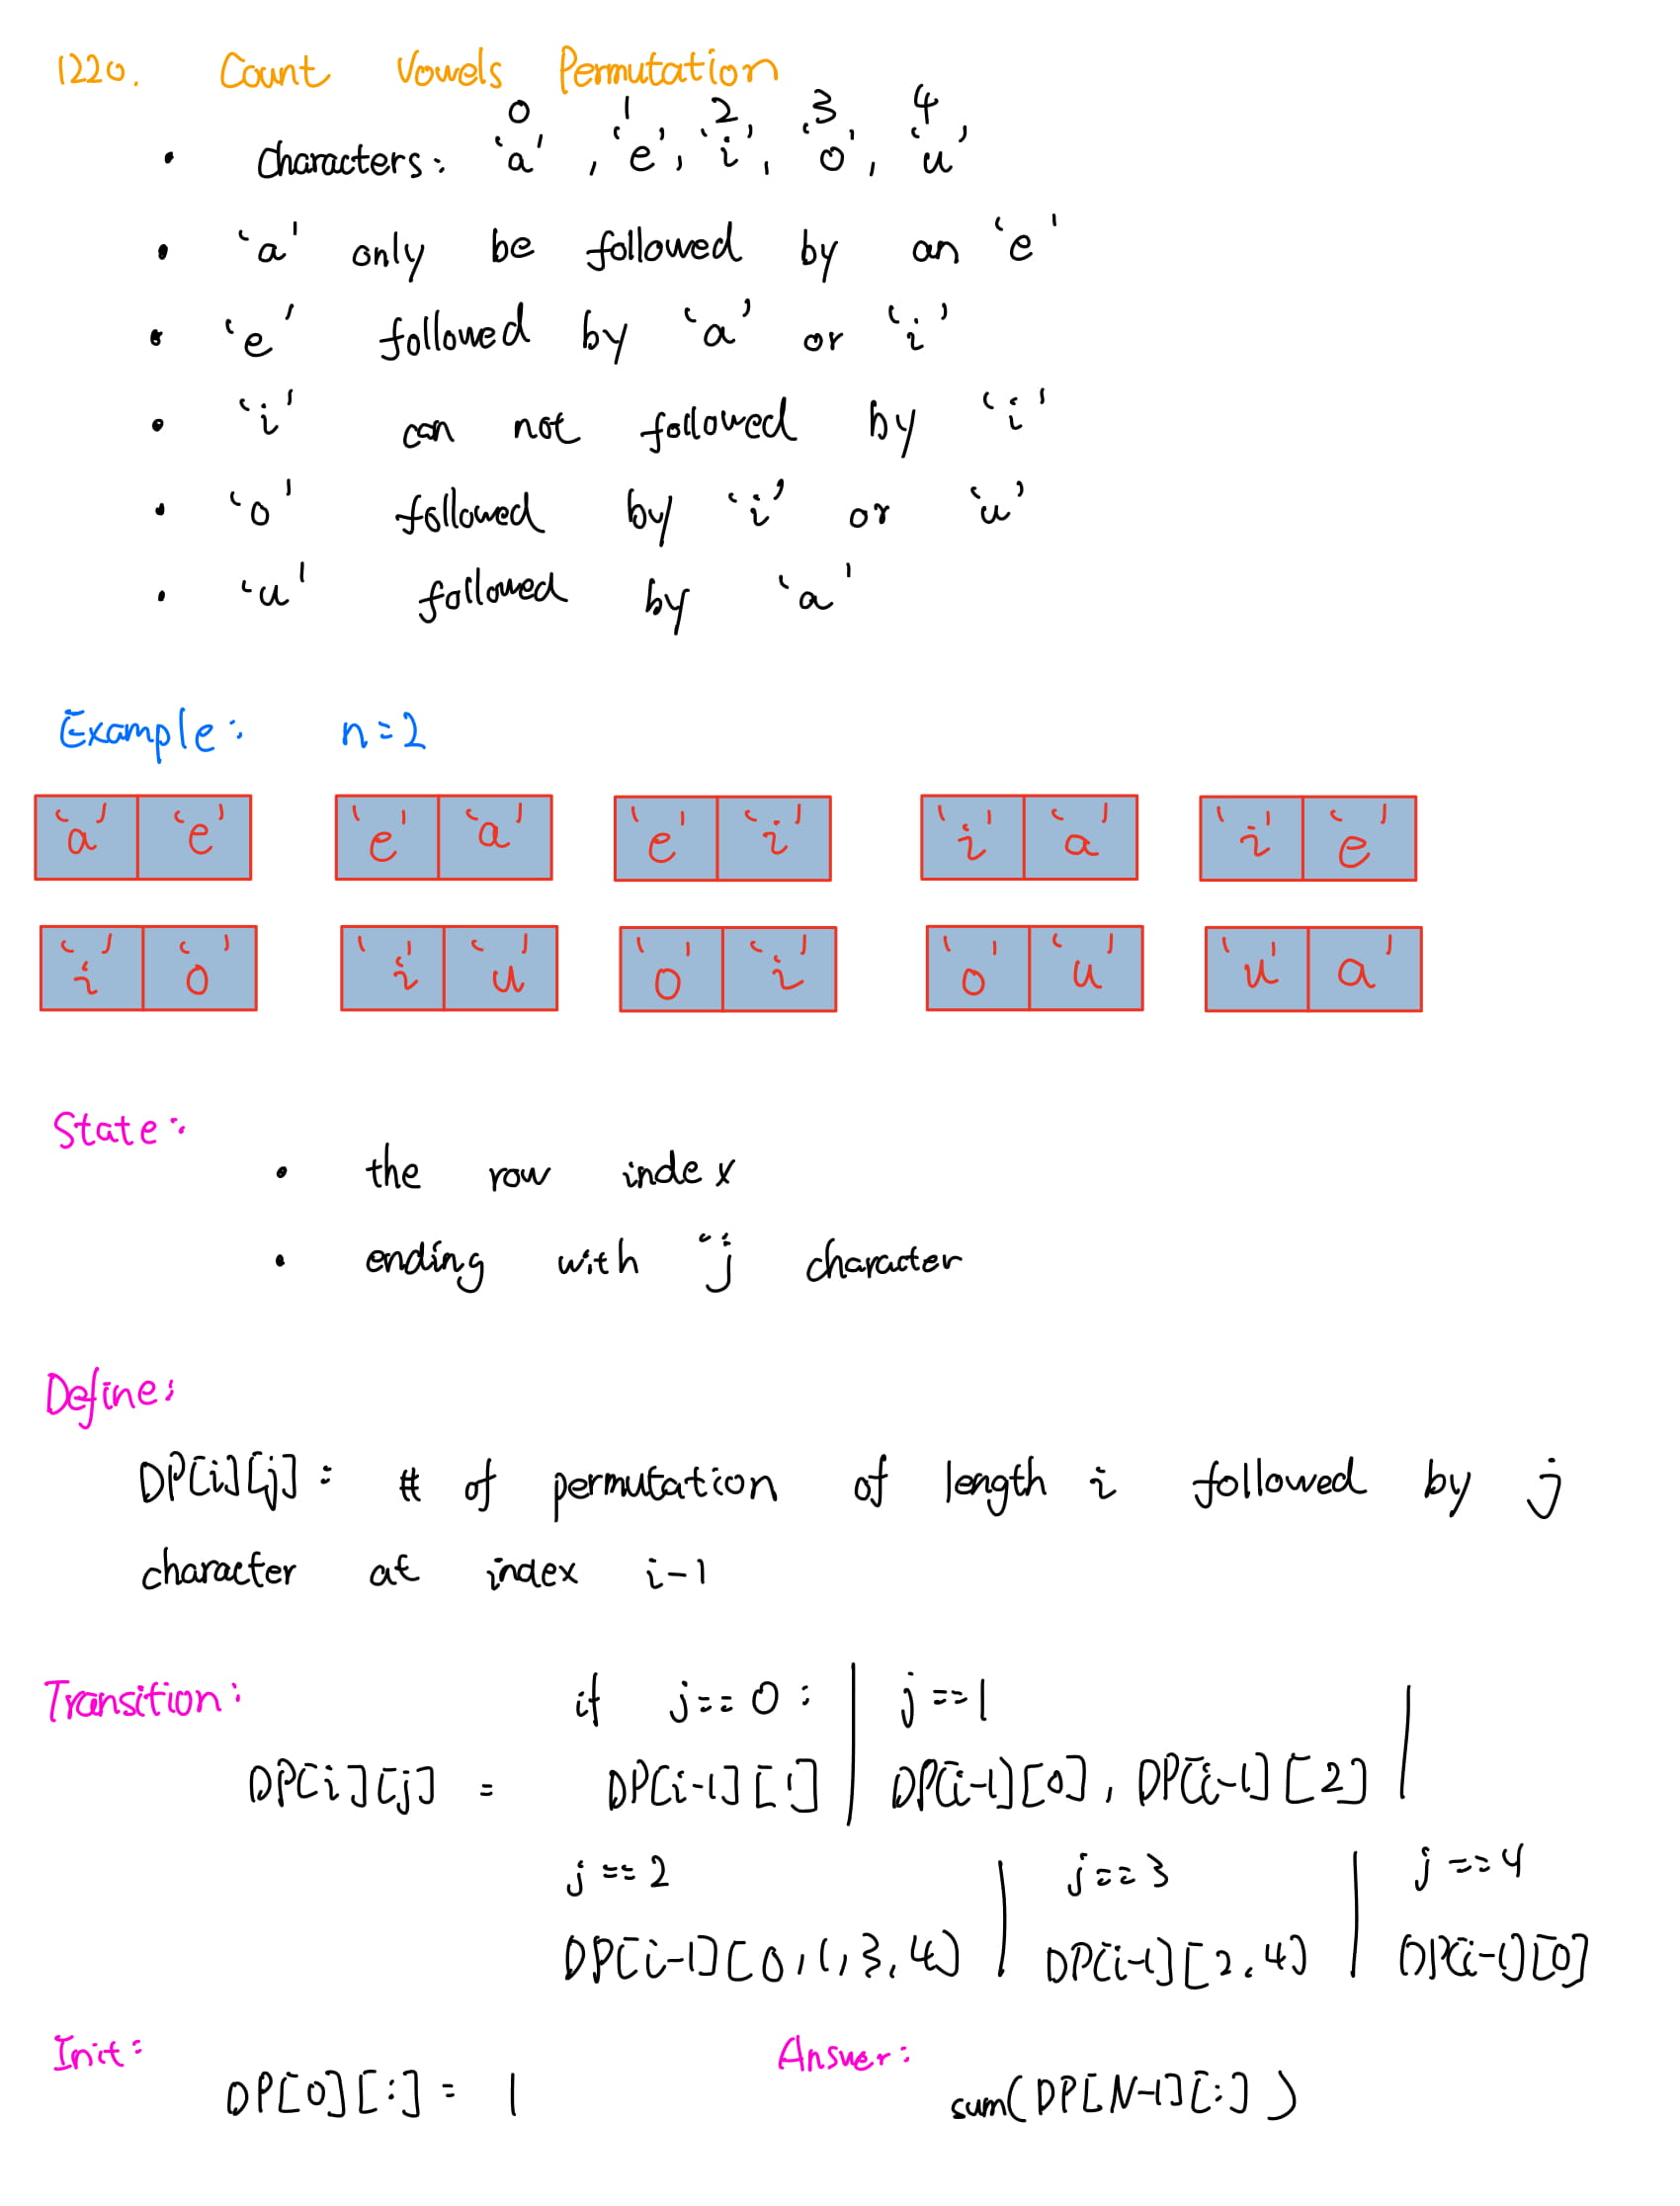 1220. Count Vowels Permutation
0 1 2 3 4
• characters: 'a', 'e', 'i', 'o', 'u'
• 'a' only be followed by an 'e'
• 'e' followed by 'a' or 'i'
• 'i' can not followed by 'i'
• 'o' followed by 'i' or 'u'
• 'u' followed by 'a'
Example: n=2
'a' 'e' 'e' 'a' 'e' 'i' 'i' 'a' 'i' 'e'
'i' 'o' 'i' 'u' 'o' 'i' 'o' 'u' 'u' a'
State:
• the row index
• ending with "j character
Define:
DP[i][j]: # of permutation of length i followed by j
character at index i-1
Transition: if j==0: | j==1 |
DP[i][j] = DP[i-1][1] | DP[i-1][0], DP[i-1][2] |
j==2 | j==3 | j==4
DP[i-1][0,1,3,4] | DP[i-1][2,4] | DP[i-1][0]
Init: Answer:
DP[0][:] = 1 sum(DP[N-1][:])